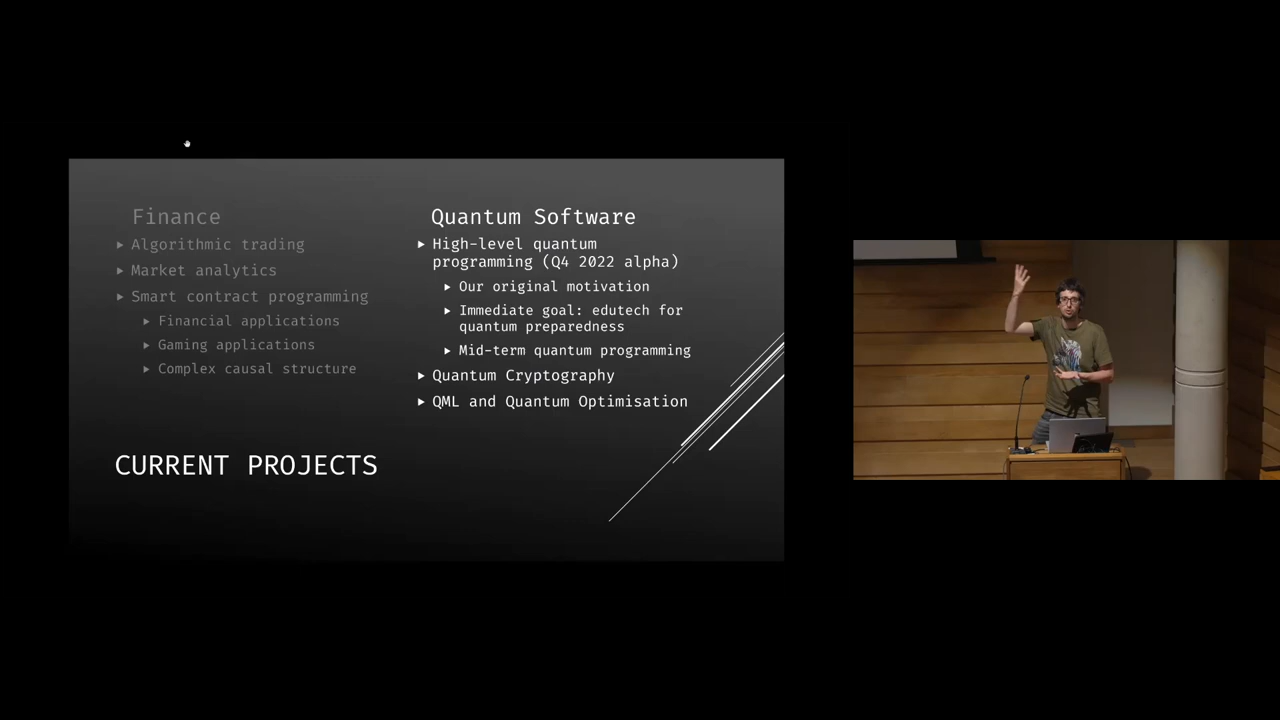 Finance
Algorithmic trading
Market analytics
Smart contract programming
Financial applications
Gaming applications
Complex causal structure
Quantum Software
High-level quantum
programming (Q4 2022 alpha)
Our original motivation
Immediate goal: edutech for
quantum preparedness
Mid-term quantum programming
Quantum Cryptography
QML and Quantum Optimisation
CURRENT PROJECTS